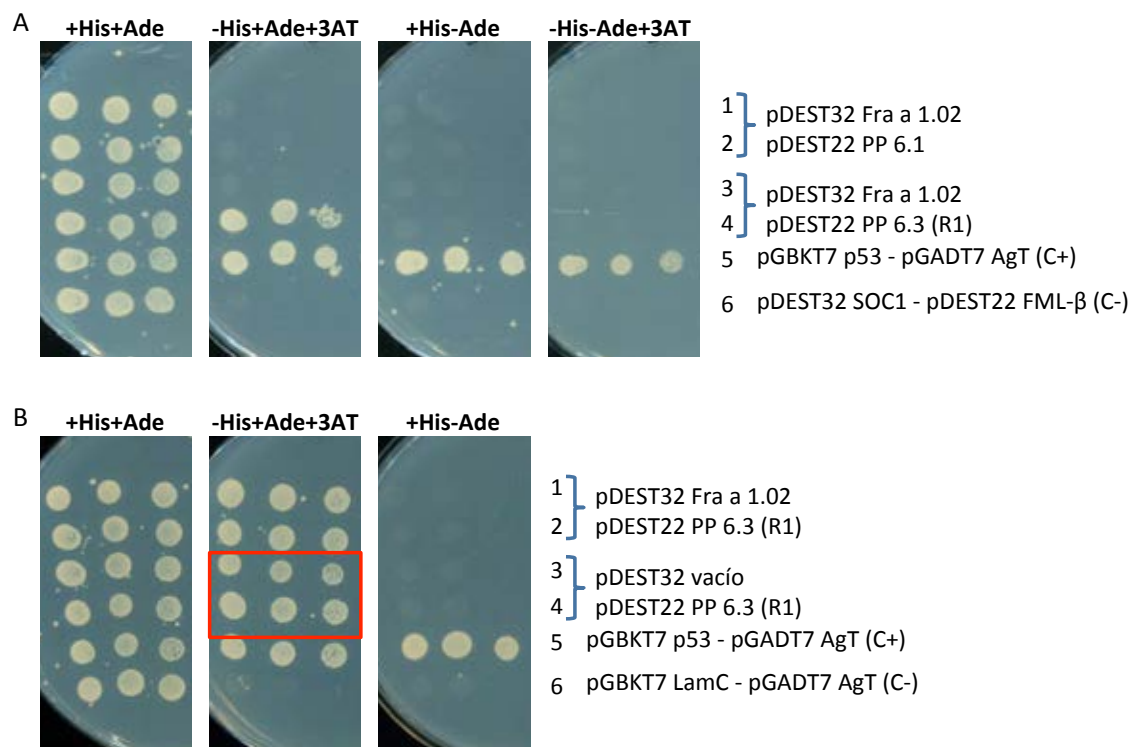 A
+His+Ade -His+Ade+3AT +His-Ade -His-Ade+3AT
1 pDEST32 Fra a 1.02
2 pDEST22 PP 6.1
3 pDEST32 Fra a 1.02
4 pDEST22 PP 6.3 (R1)
5 pGBKT7 p53 - pGADT7 AgT (C+)
6 pDEST32 SOC1 - pDEST22 FML-β (C-)
B
+His+Ade -His+Ade+3AT +His-Ade
1 pDEST32 Fra a 1.02
2 pDEST22 PP 6.3 (R1)
3 pDEST32 vacío
4 pDEST22 PP 6.3 (R1)
5 pGBKT7 p53 - pGADT7 AgT (C+)
6 pGBKT7 LamC - pGADT7 AgT (C-)